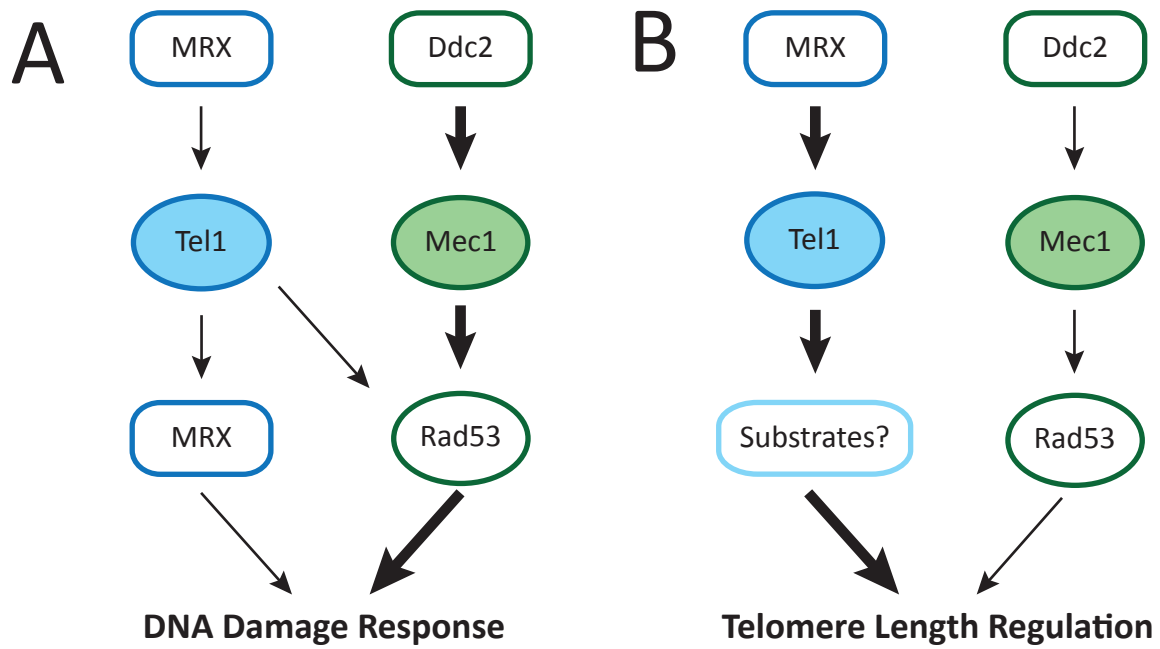 A
MRX
Ddc2
Tel1
Mec1
MRX
Rad53
DNA Damage Response
B
MRX
Ddc2
Tel1
Mec1
Substrates?
Rad53
Telomere Length Regulation